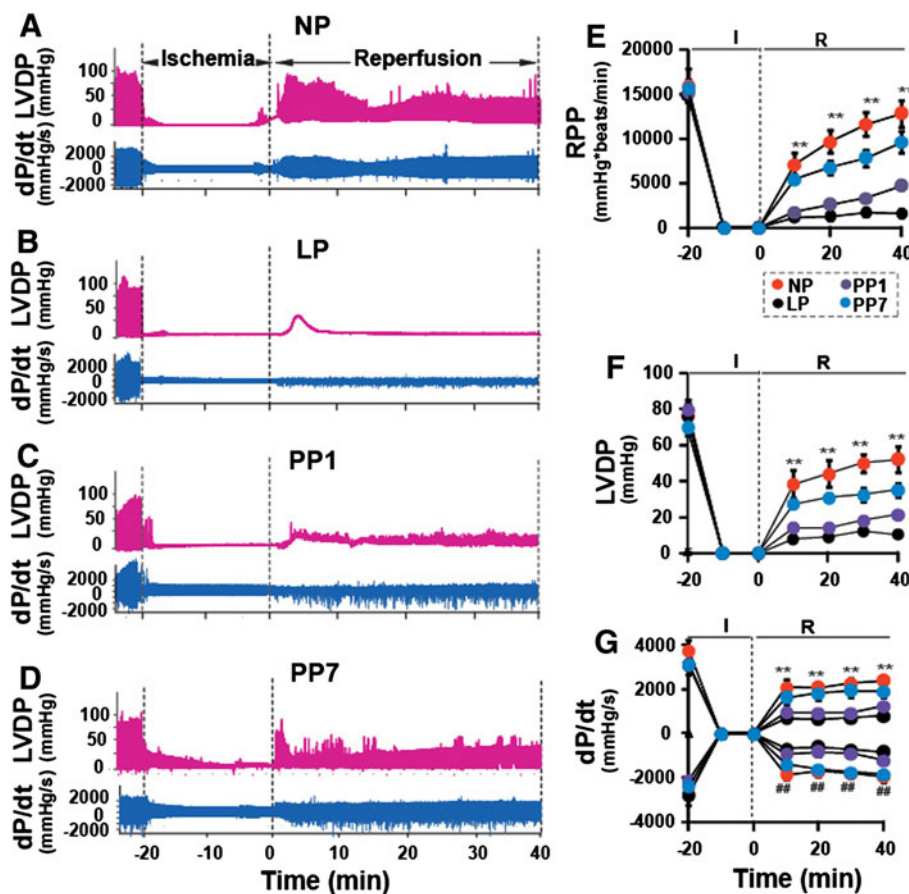 A
NP
Ischemia
Reperfusion
LVDP
(mmHg)
100
50
0
dP/dt
(mmHg/s)
2000
0
-2000
B
LP
LVDP
(mmHg)
100
50
0
dP/dt
(mmHg/s)
2000
0
-2000
C
PP1
LVDP
(mmHg)
100
50
0
dP/dt
(mmHg/s)
2000
0
-2000
D
PP7
LVDP
(mmHg)
100
50
0
dP/dt
(mmHg/s)
2000
0
-2000
-20 -10 0 10 20 30 40
Time (min)
E
I R
RPP
(mmHg*beats/min)
20000
15000
10000
5000
0
** ** ** **
-20 0 20 40
NP PP1
LP PP7
F
I R
LVDP
(mmHg)
100
80
60
40
20
0
** ** ** **
-20 0 20 40
G
I R
dP/dt
(mmHg/s)
4000
2000
0
-2000
-4000
** ** ** **
## ## ## ##
-20 0 20 40
Time (min)